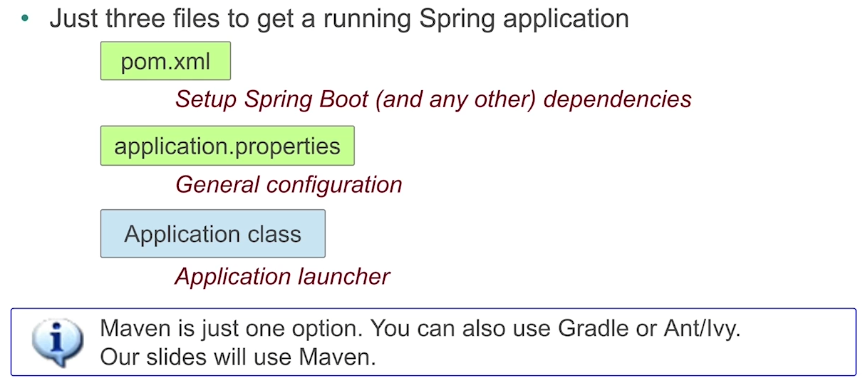 • Just three files to get a running Spring application
pom.xml
Setup Spring Boot (and any other) dependencies
application.properties
General configuration
Application class
Application launcher
Maven is just one option. You can also use Gradle or Ant/Ivy.
Our slides will use Maven.